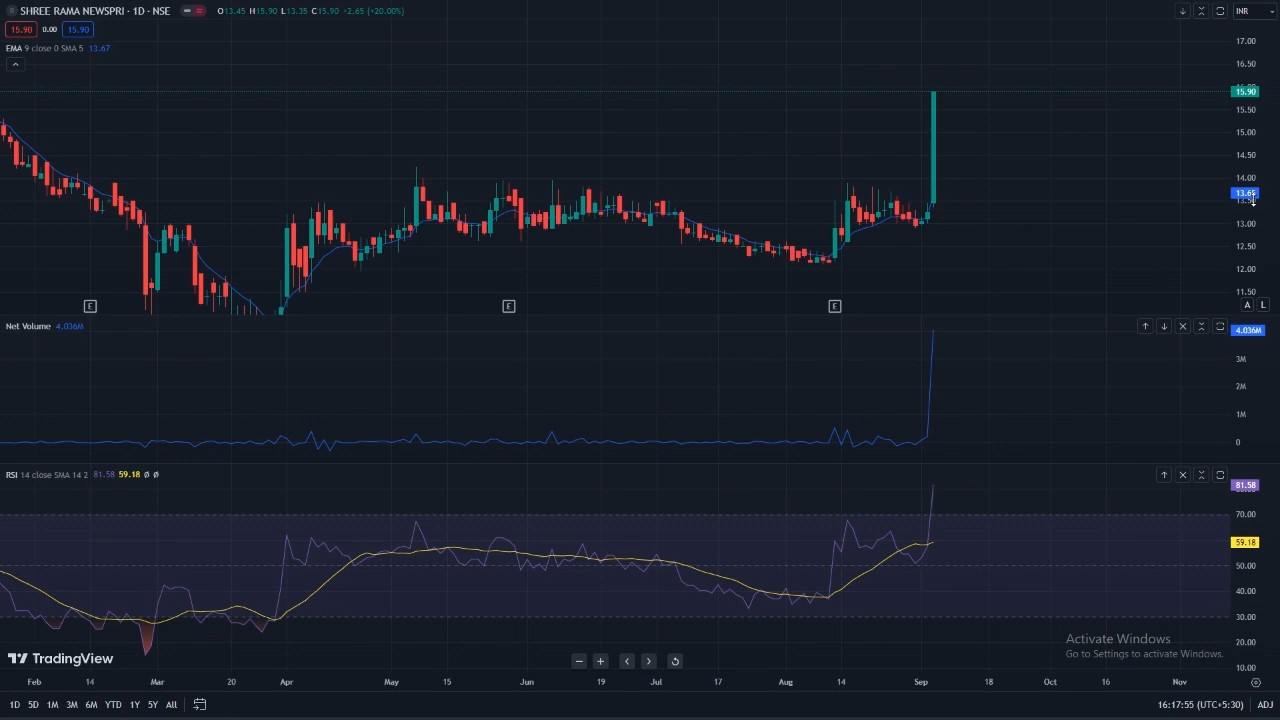 SHREE RAMA NEWSPRI · 1D · NSE O13.45 H15.90 L13.35 C15.90 +2.65 (+20.00%) INR
15.90 0.00 15.90
EMA 9 close 0 SMA 5 13.67
17.00
16.50
15.90
15.50
15.00
14.50
14.00
13.00
12.50
12.00
11.50
E E E
A L
Net Volume 4.036M
4.036M
3M
2M
1M
0
RSI 14 close SMA 14 2 81.58 59.18 Ø Ø
81.58
70.00
59.18
50.00
40.00
30.00
20.00
10.00
Activate Windows
Go to Settings to activate Windows.
TradingView
Feb 14 Mar 20 Apr May 15 Jun 19 Jul 17 Aug 14 Sep 18 Oct 16 Nov
1D 5D 1M 3M 6M YTD 1Y 5Y All 16:17:55 (UTC+5:30) ADJ